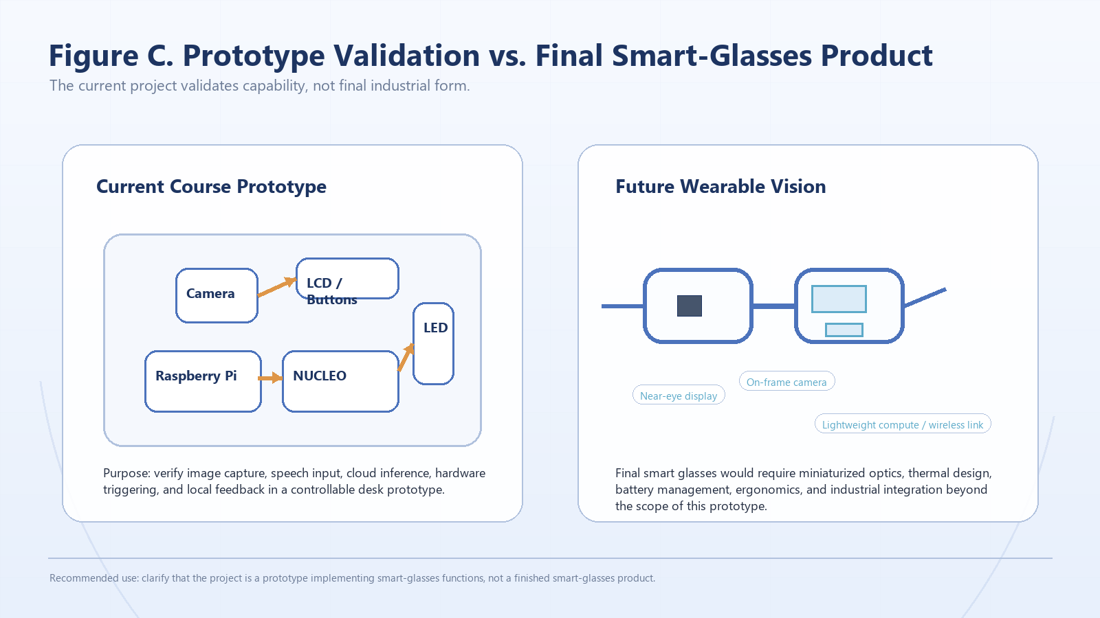 Figure C. Prototype Validation vs. Final Smart-Glasses Product
The current project validates capability, not final industrial form.
Current Course Prototype
Camera
LCD /
Buttons
LED
Raspberry Pi
NUCLEO
Purpose: verify image capture, speech input, cloud inference, hardware
triggering, and local feedback in a controllable desk prototype.
Future Wearable Vision
Near-eye display
On-frame camera
Lightweight compute / wireless link
Final smart glasses would require miniaturized optics, thermal design,
battery management, ergonomics, and industrial integration beyond
the scope of this prototype.
Recommended use: clarify that the project is a prototype implementing smart-glasses functions, not a finished smart-glasses product.